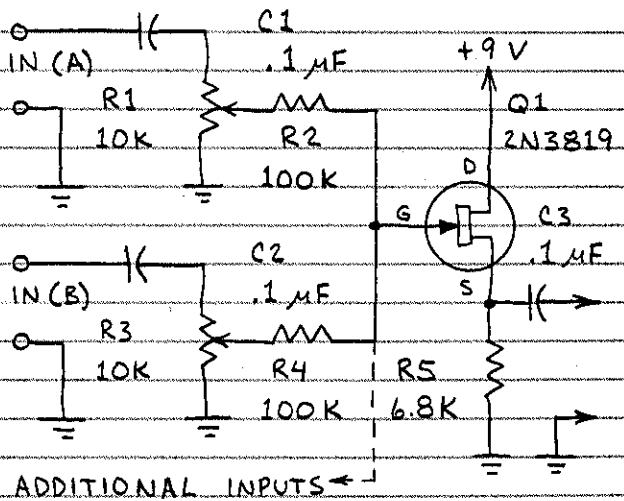 C1
.1 µF
IN (A)
R1
10K
R2
100K
+9 V
Q1
2N3819
D
G
S
C3
.1 µF
C2
.1 µF
IN (B)
R3
10K
R4
100K
R5
6.8K
ADDITIONAL INPUTS